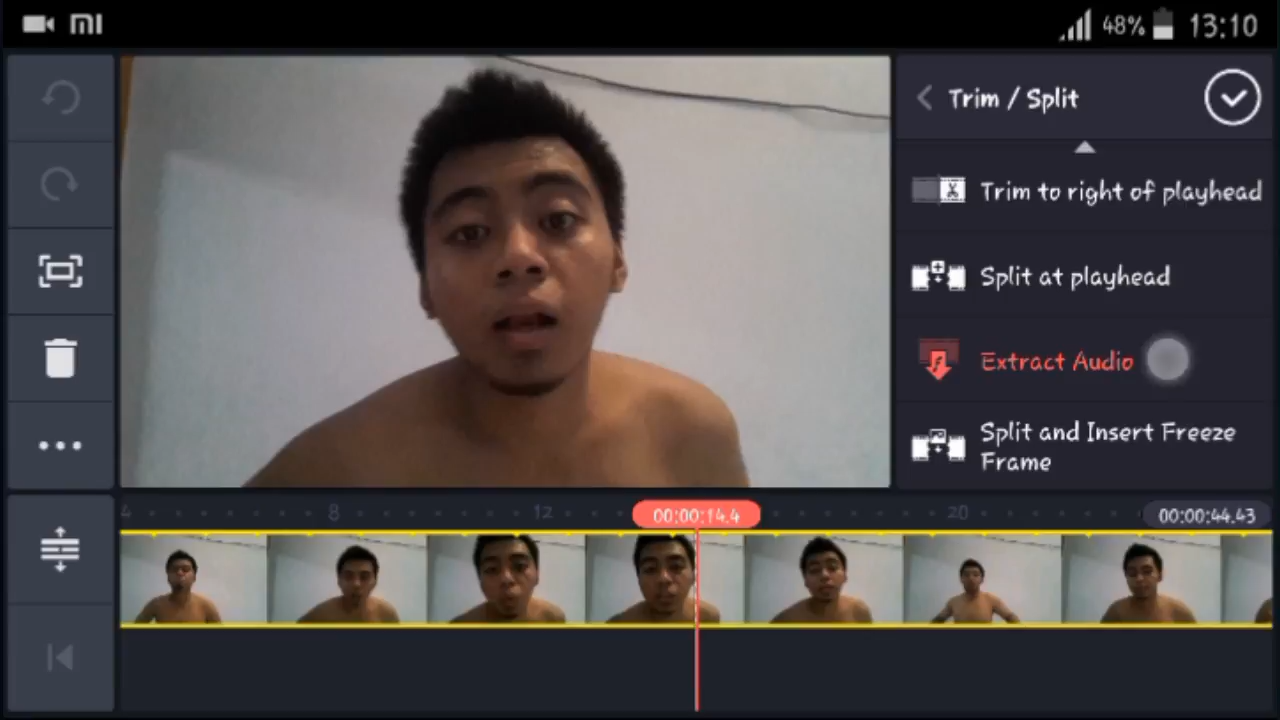 48% 13:10
Trim / Split
Trim to right of playhead
Split at playhead
Extract Audio
Split and Insert Freeze
Frame
4 8 12 00:00:14.4 20 00:00:44.43